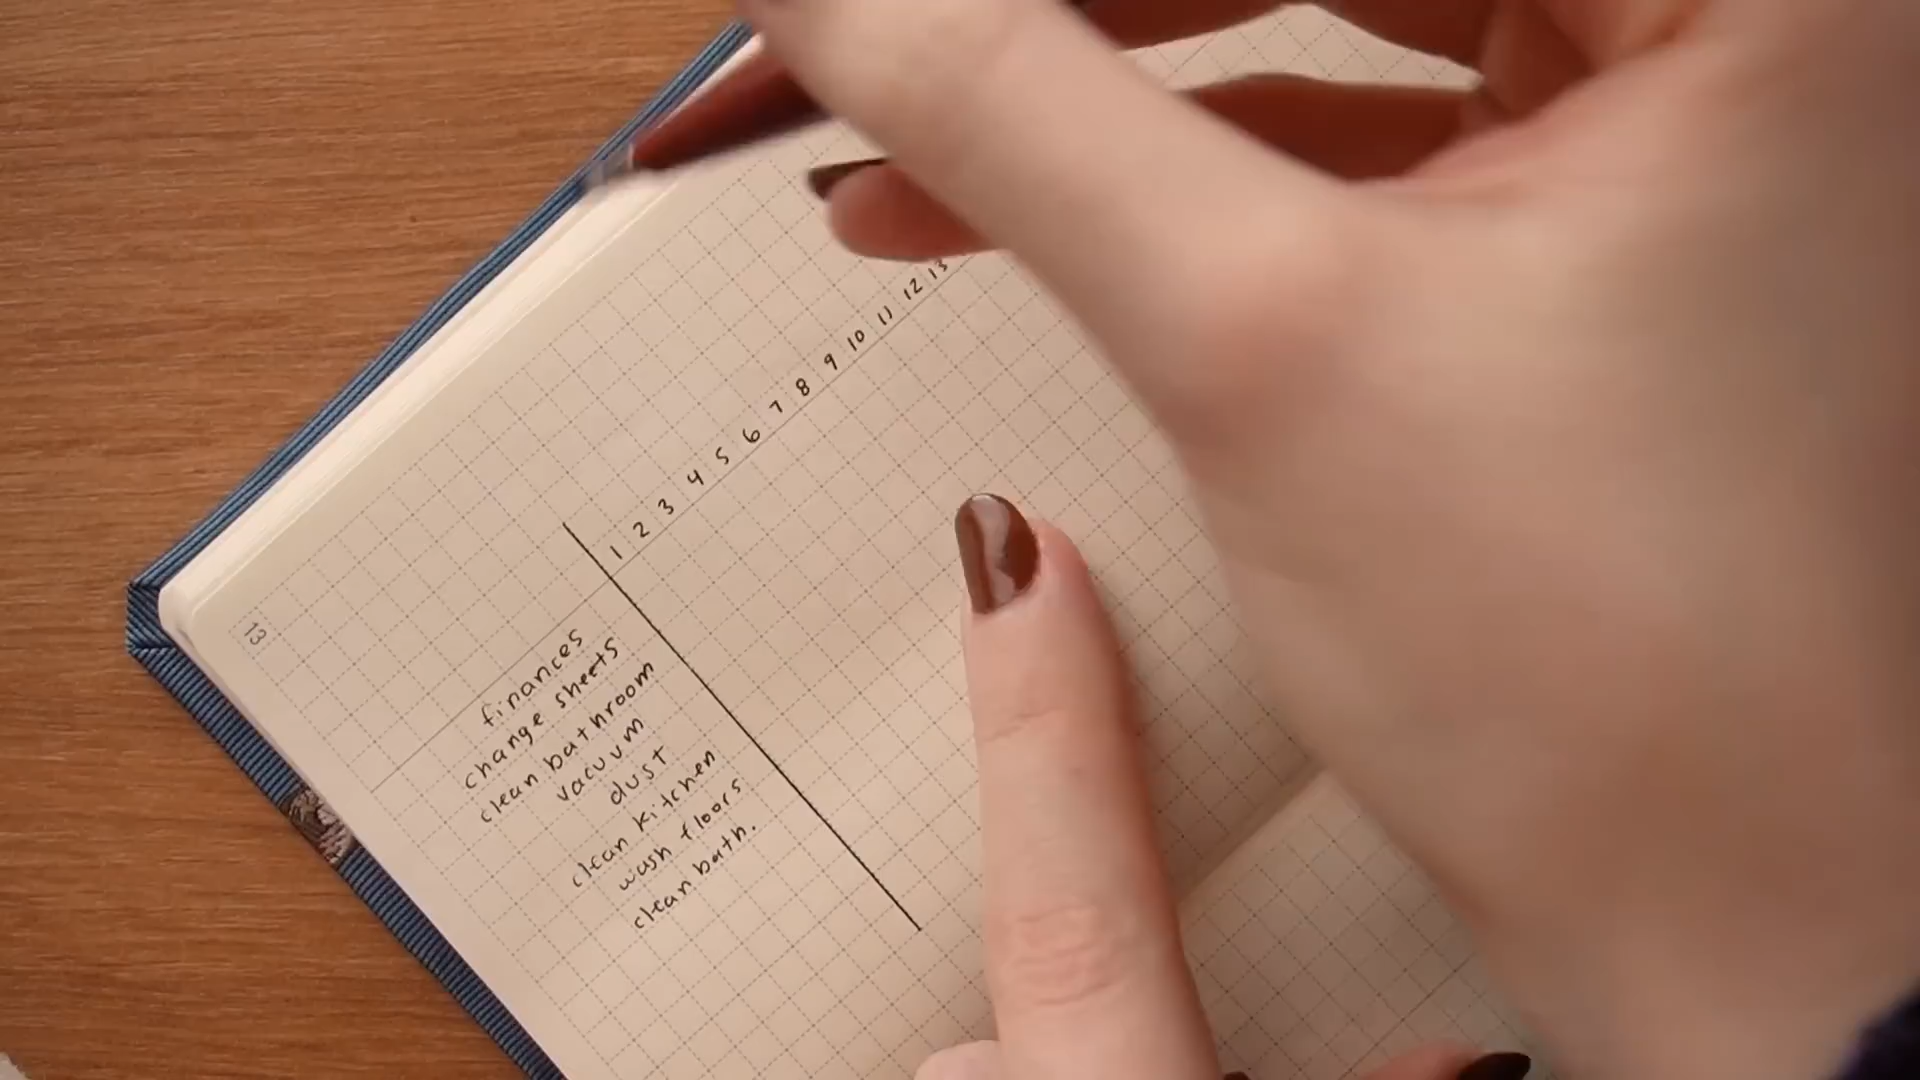 13
1 2 3 4 5 6 7 8 9 10 11 12 13
finances
change sheets
clean bathroom
vacuum
dust
clean kitchen
wash floors
clean bath.